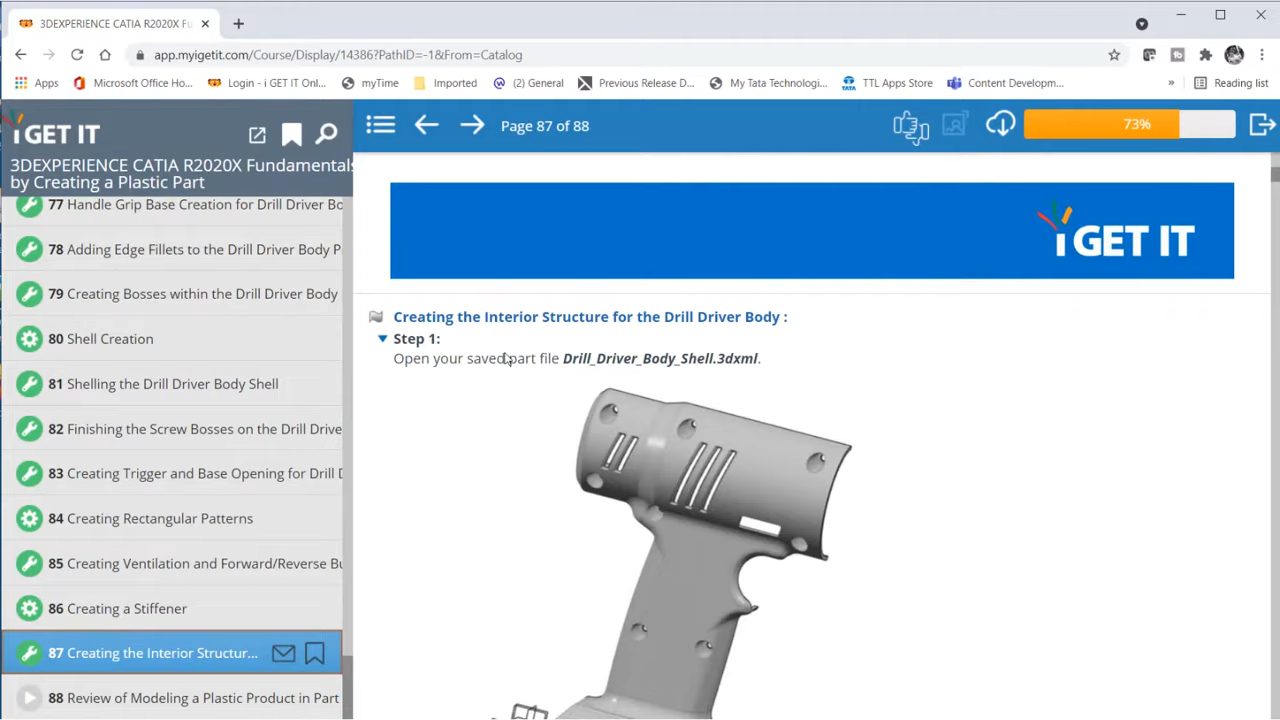 3DEXPERIENCE CATIA R2020X Fu
app.myigetit.com/Course/Display/14386?PathID=-1&From=Catalog
Apps Microsoft Office Ho... Login - i GET IT Onl... myTime Imported (2) General Previous Release D... My Tata Technologi... TATA TTL Apps Store Content Developm... » Reading list
i GET IT
Page 87 of 88
73%
3DEXPERIENCE CATIA R2020X Fundamentals
by Creating a Plastic Part
77 Handle Grip Base Creation for Drill Driver Bo
78 Adding Edge Fillets to the Drill Driver Body P
79 Creating Bosses within the Drill Driver Body
80 Shell Creation
81 Shelling the Drill Driver Body Shell
82 Finishing the Screw Bosses on the Drill Drive
83 Creating Trigger and Base Opening for Drill D
84 Creating Rectangular Patterns
85 Creating Ventilation and Forward/Reverse Bu
86 Creating a Stiffener
87 Creating the Interior Structur...
88 Review of Modeling a Plastic Product in Part
i GET IT
Creating the Interior Structure for the Drill Driver Body :
Step 1:
Open your saved part file Drill_Driver_Body_Shell.3dxml.